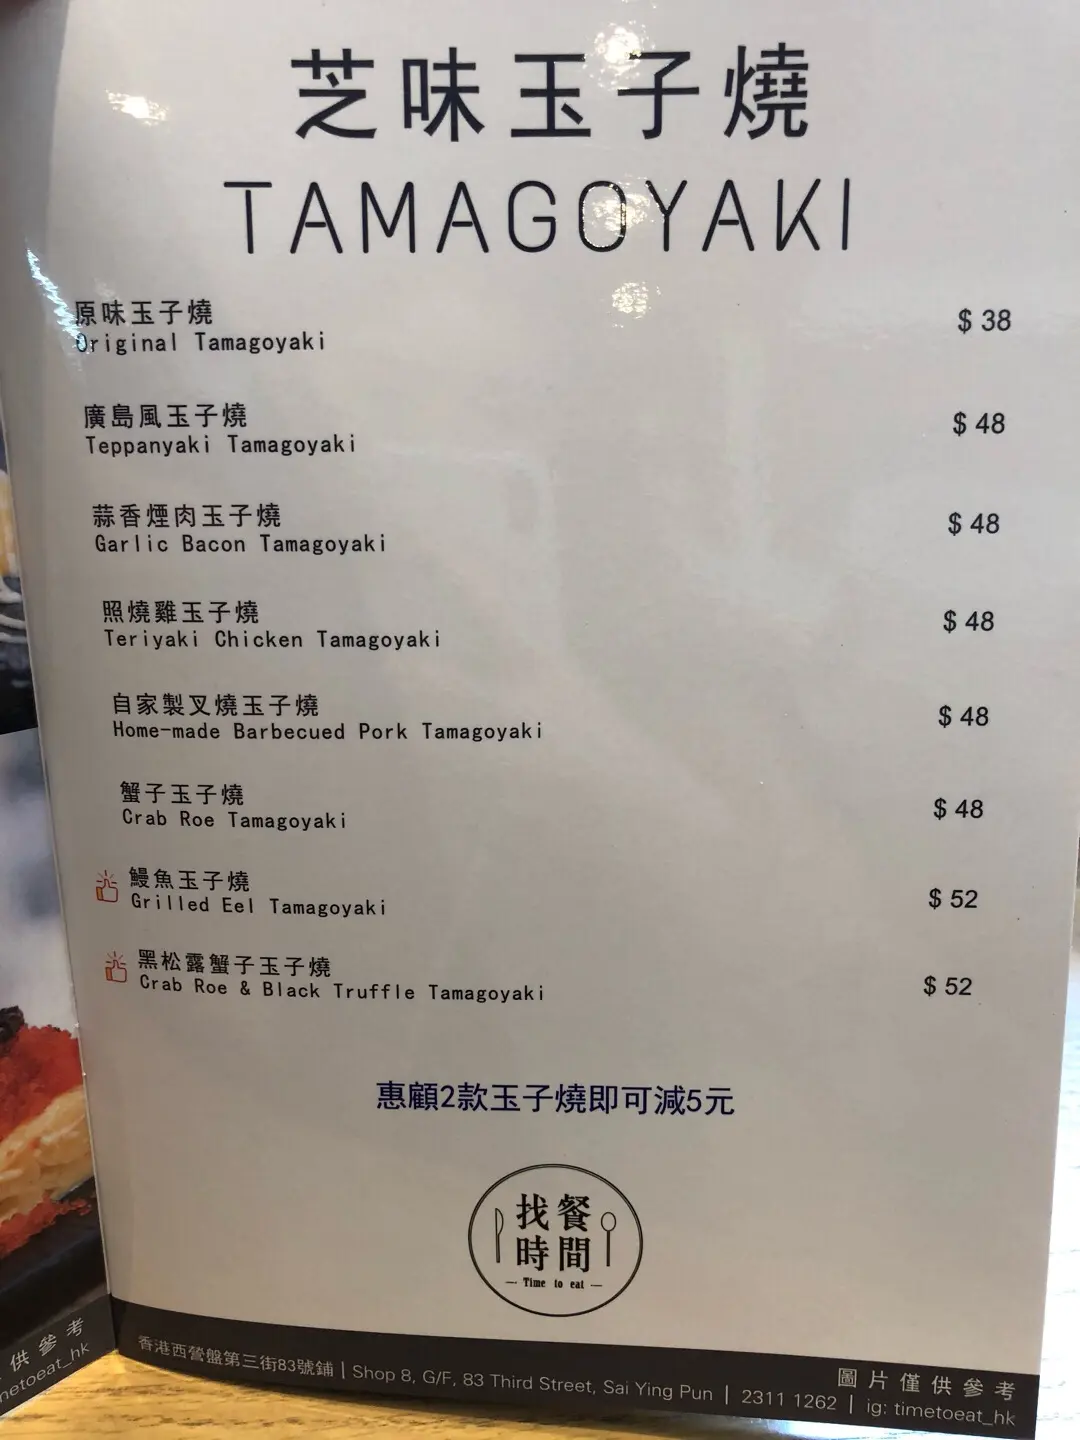 芝味玉子燒
TAMAGOYAKI
原味玉子燒
$ 38
Original Tamagoyaki
廣島風玉子燒
$ 48
Teppanyaki Tamagoyaki
蒜香煙肉玉子燒
$ 48
Garlic Bacon Tamagoyaki
照燒雞玉子燒
$ 48
Teriyaki Chicken Tamagoyaki
自家製叉燒玉子燒
$ 48
Home-made Barbecued Pork Tamagoyaki
蟹子玉子燒
$ 48
Crab Roe Tamagoyaki
鰻魚玉子燒
$ 52
Grilled Eel Tamagoyaki
黑松露蟹子玉子燒
$ 52
Crab Roe & Black Truffle Tamagoyaki
惠顧2款玉子燒即可減5元
找餐
時間
Time to eat
圖片僅供參考
香港西營盤第三街83號鋪 | Shop 8, G/F, 83 Third Street, Sai Ying Pun | 2311 1262 | ig: timetoeat_hk
供參考
metoeat_hk